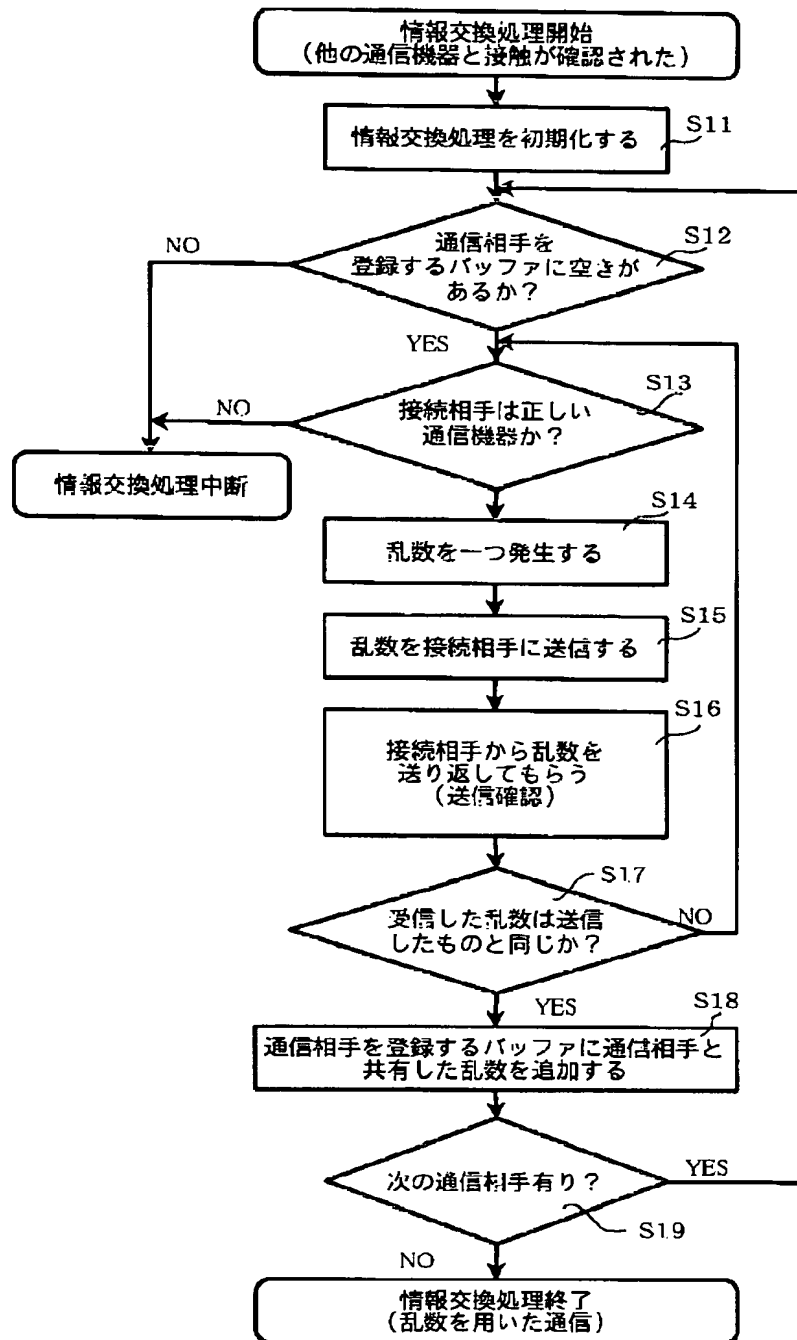 情報交換処理開始
（他の通信機器と接触が確認された）
S11
情報交換処理を初期化する
NO
通信相手を
登録するバッファに空きが
あるか？
S12
YES
NO
接続相手は正しい
通信機器か？
S13
情報交換処理中断
S14
乱数を一つ発生する
S15
乱数を接続相手に送信する
S16
接続相手から乱数を
送り返してもらう
（送信確認）
S17
受信した乱数は送信
したものと同じか？
NO
YES
S18
通信相手を登録するバッファに通信相手と
共有した乱数を追加する
次の通信相手有り？
YES
S19
NO
情報交換処理終了
（乱数を用いた通信）